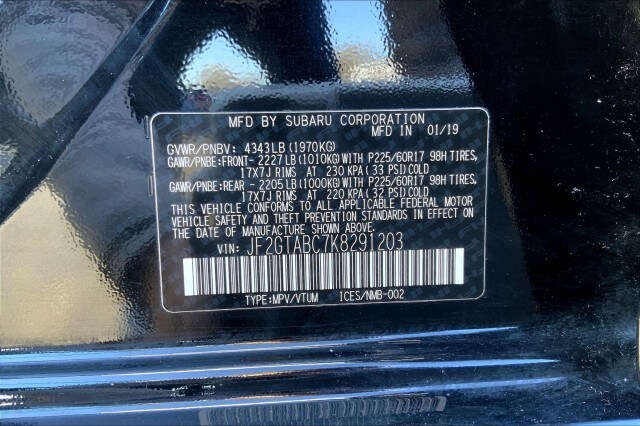 MFD BY SUBARU CORPORATION
MFD IN 01/19
GVWR/PNBV: 4343LB (1970KG)
GAWR/PNBE:FRONT- 2227LB (1010KG)WITH P225/60R17 98H TIRES,
17X7J RIMS AT 230 KPA (33 PSI) COLD
GAWR/PNBE:REAR - 2205LB (1000KG)WITH P225/60R17 98H TIRES,
17X7J RIMS AT 220 KPA (32 PSI) COLD
THIS VEHICLE CONFORMS TO ALL APPLICABLE FEDERAL MOTOR
VEHICLE SAFETY AND THEFT PREVENTION STANDARDS IN EFFECT ON
THE DATE OF MANUFACTURE SHOWN ABOVE.
VIN: JF2GTABC7K8291203
TYPE:MPV/VTUM ICES/NMB-002